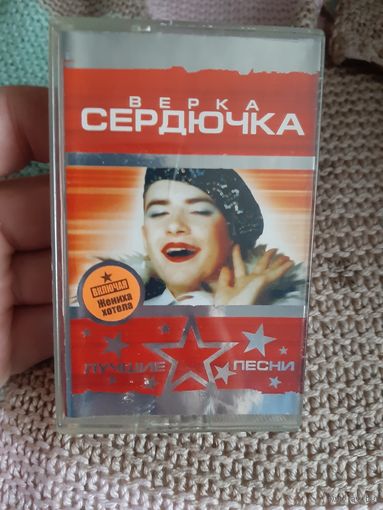 ВЕРКА
СЕРДЮЧКА
ВКЛЮЧАЯ
Жениха
хотела
ЛУЧШИЕ ПЕСНИ